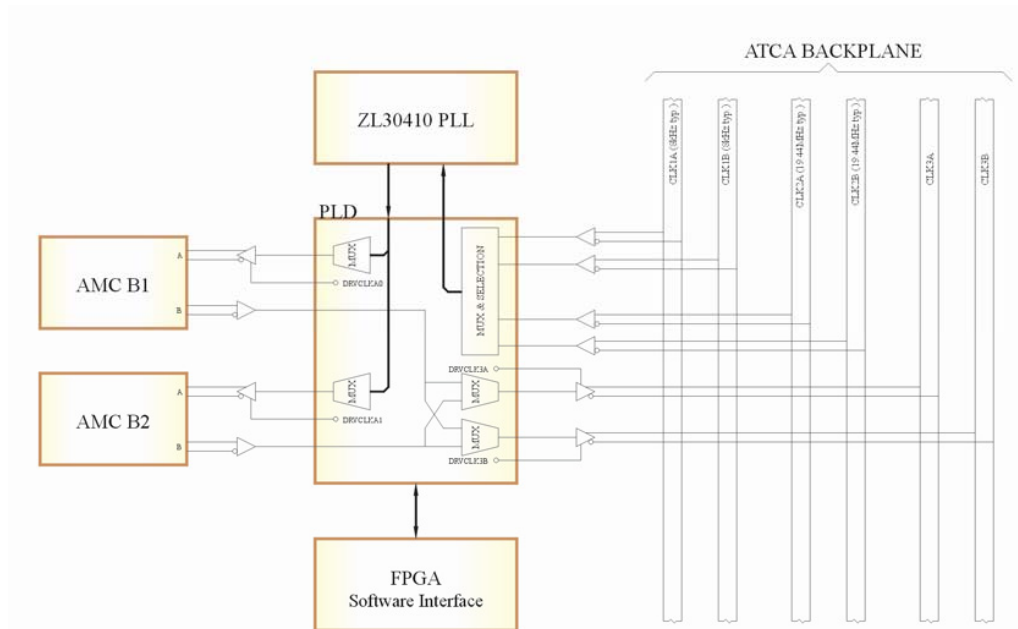 ATCA BACKPLANE
ZL30410 PLL
CLK1A (8kHz typ )
CLK1B (8kHz typ )
CLK2A (19.44MHz typ )
CLK2B (19.44MHz typ )
CLK3A
CLK3B
PLD
AMC B1
A
B
MUX
DRVCLKA0
MUX & SELECTION
AMC B2
A
B
MUX
DRVCLKA1
DRVCLK3A
MUX
MUX
DRVCLK3B
FPGA
Software Interface